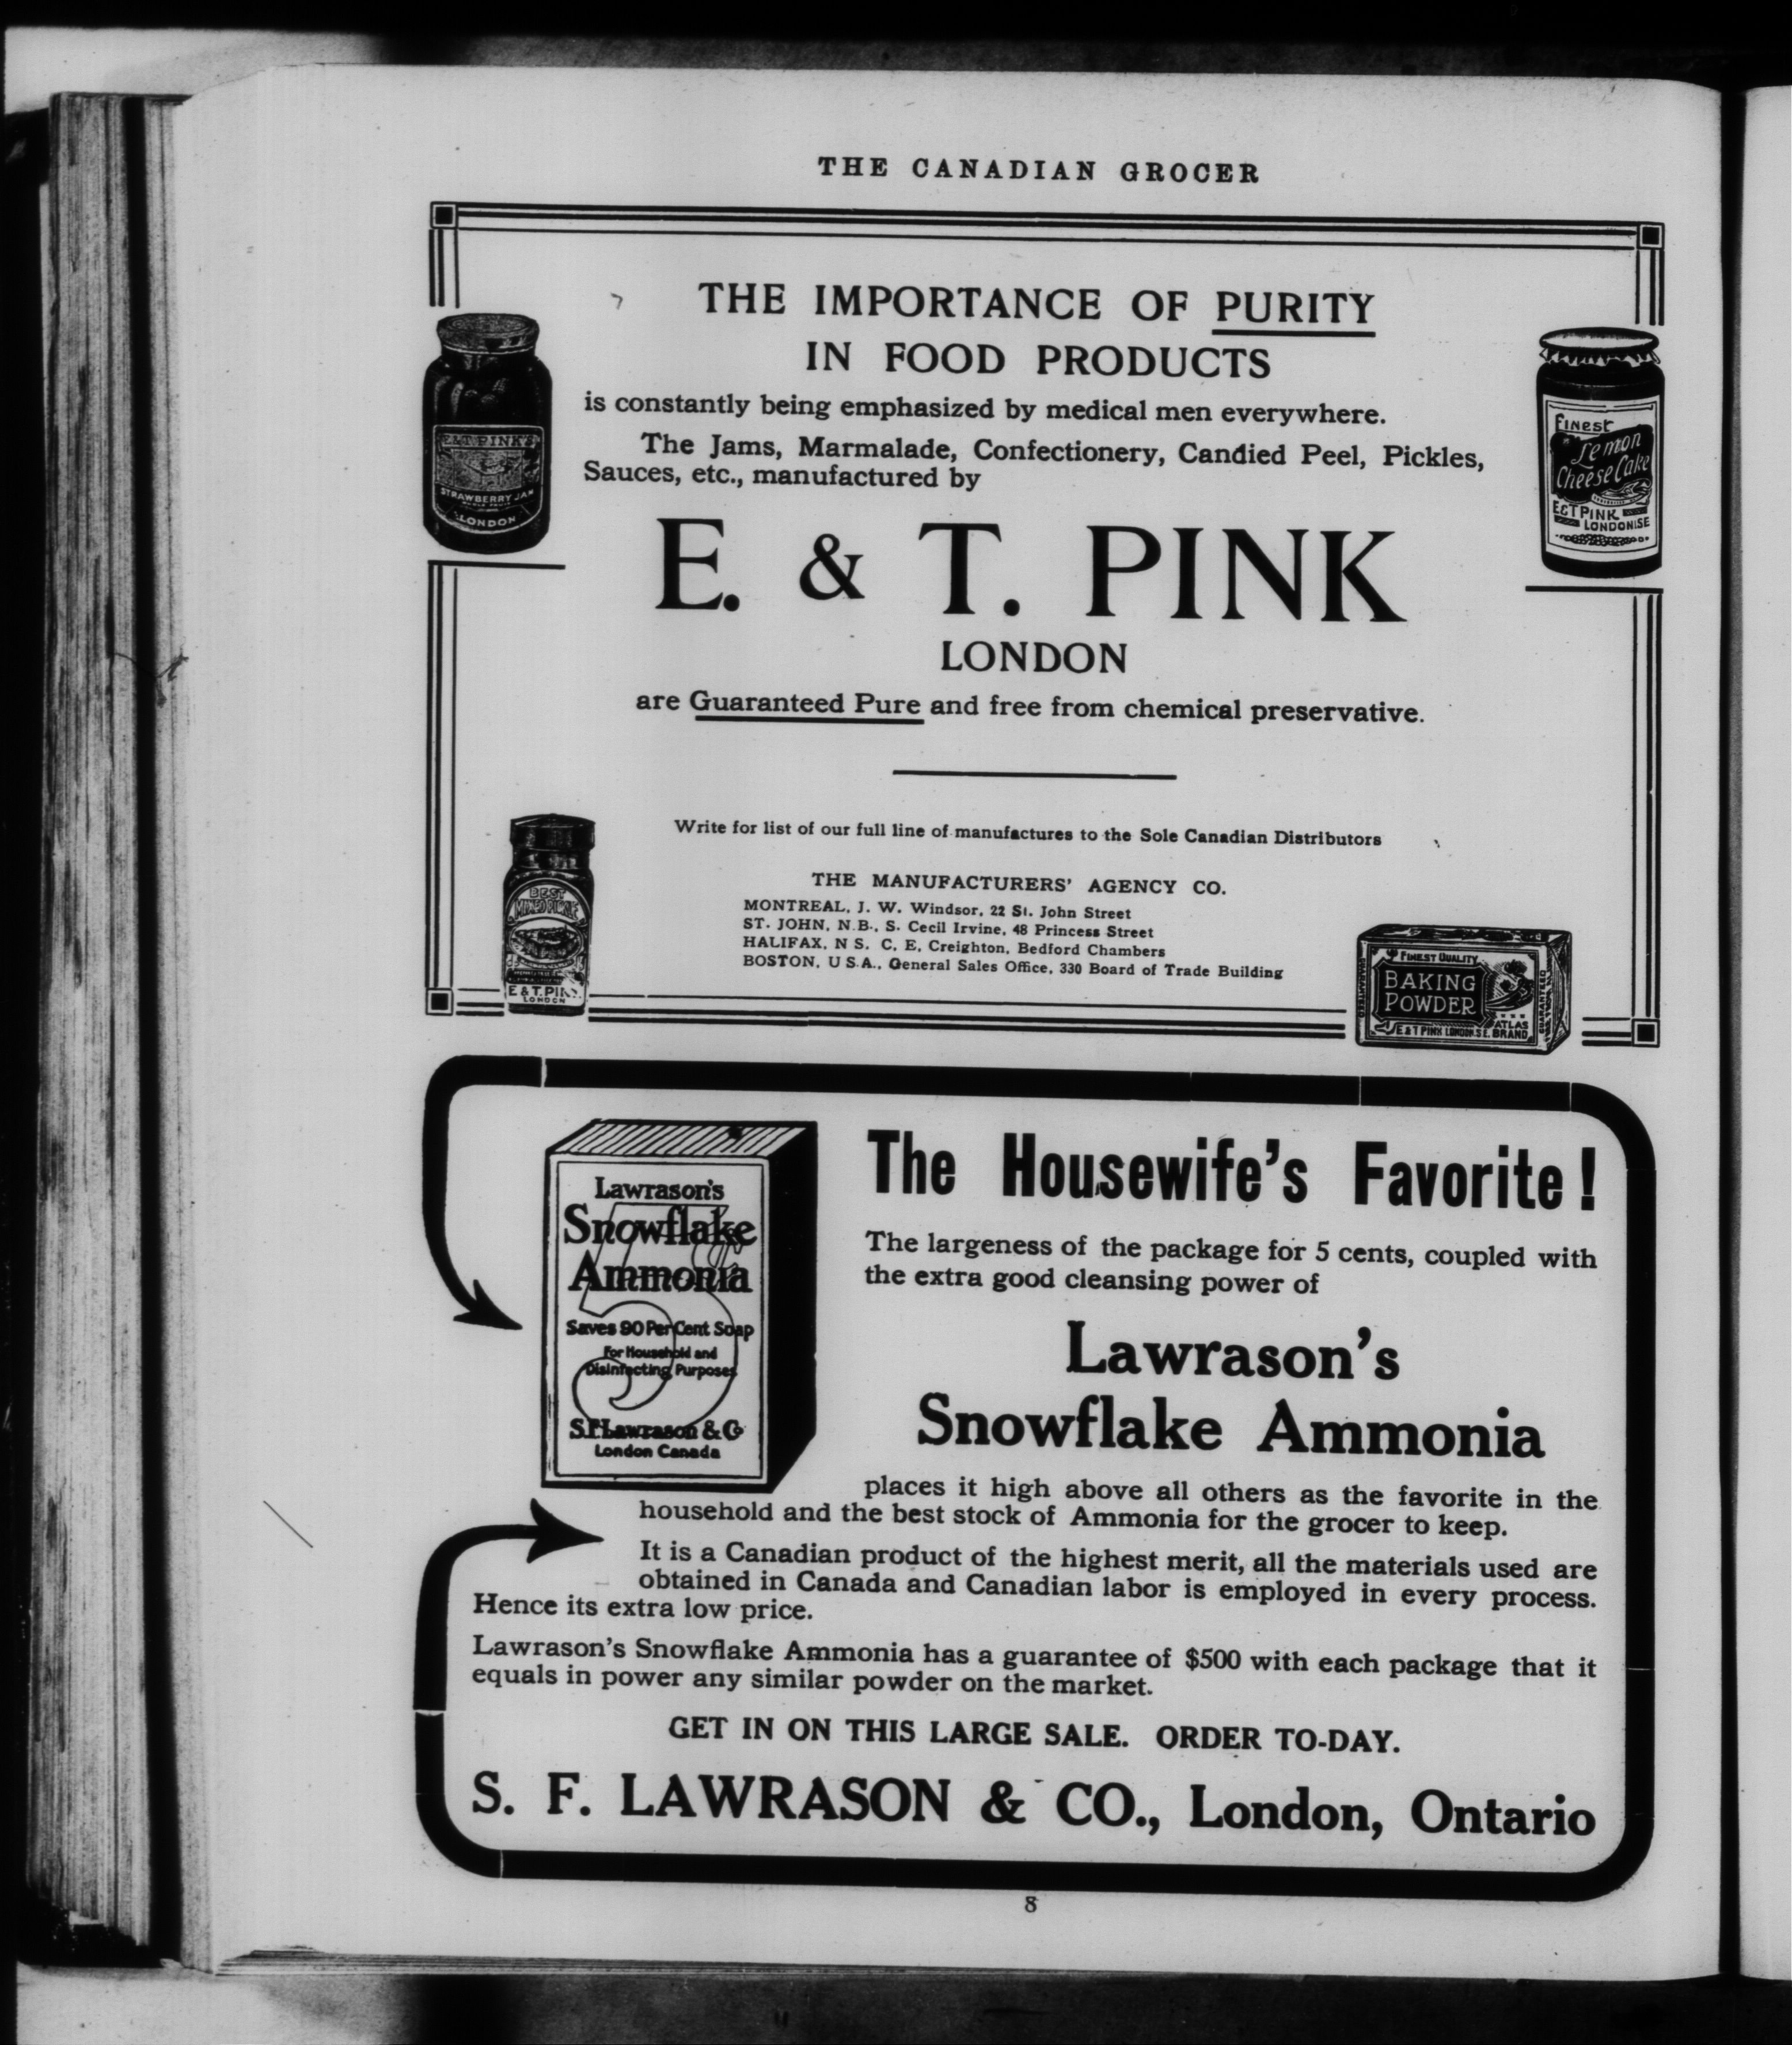 THE CANADIAN GROCER
THE IMPORTANCE OF PURITY
IN FOOD PRODUCTS
is constantly being emphasized by medical men everywhere.
The Jams, Marmalade, Confectionery, Candied Peel, Pickles,
Sauces, etc., manufactured by
E. & T. PINK
LONDON
are Guaranteed Pure and free from chemical preservative.
Write for list of our full line of manufactures to the Sole Canadian Distributors
THE MANUFACTURERS' AGENCY CO.
MONTREAL, J. W. Windsor, 22 St. John Street
ST. JOHN, N.B., S. Cecil Irvine, 48 Princess Street
HALIFAX, N S. C. E. Creighton, Bedford Chambers
BOSTON, U S.A., General Sales Office, 330 Board of Trade Building
E & T. PINK'S
STRAWBERRY JAM
LONDON
FINEST
Lemon
Cheese Cake
E & T PINK
LONDON SE
BEST
MIXED PICKLE
E & T. PINK
LONDON
FINEST QUALITY
BAKING
POWDER
ATLAS
E & T PINK LONDON S.E. BRAND
GUARANTEED
Lawrason's
Snowflake
Ammonia
5
Saves 90 Per Cent Soap
For Household and
Disinfecting Purposes
S.F. Lawrason & Co
London Canada
The Housewife's Favorite!
The largeness of the package for 5 cents, coupled with
the extra good cleansing power of
Lawrason's
Snowflake Ammonia
places it high above all others as the favorite in the
household and the best stock of Ammonia for the grocer to keep.
It is a Canadian product of the highest merit, all the materials used are
obtained in Canada and Canadian labor is employed in every process.
Hence its extra low price.
Lawrason's Snowflake Ammonia has a guarantee of $500 with each package that it
equals in power any similar powder on the market.
GET IN ON THIS LARGE SALE. ORDER TO-DAY.
S. F. LAWRASON & CO., London, Ontario
8